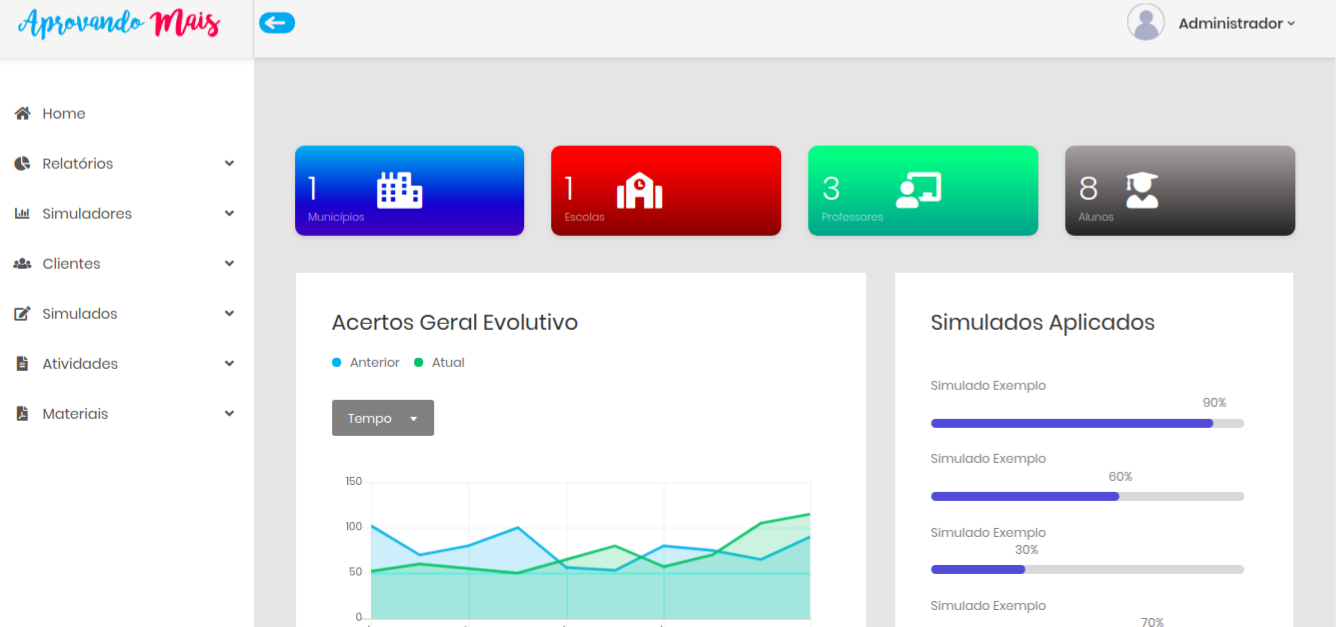 Aprovando Mais
Administrador
Home
Relatórios
Simuladores
Clientes
Simulados
Atividades
Materiais
1
Municípios
1
Escolas
3
Professores
8
Alunos
Acertos Geral Evolutivo
Anterior Atual
Tempo
150
100
50
0
Simulados Aplicados
Simulado Exemplo
90%
Simulado Exemplo
60%
Simulado Exemplo
30%
Simulado Exemplo
70%